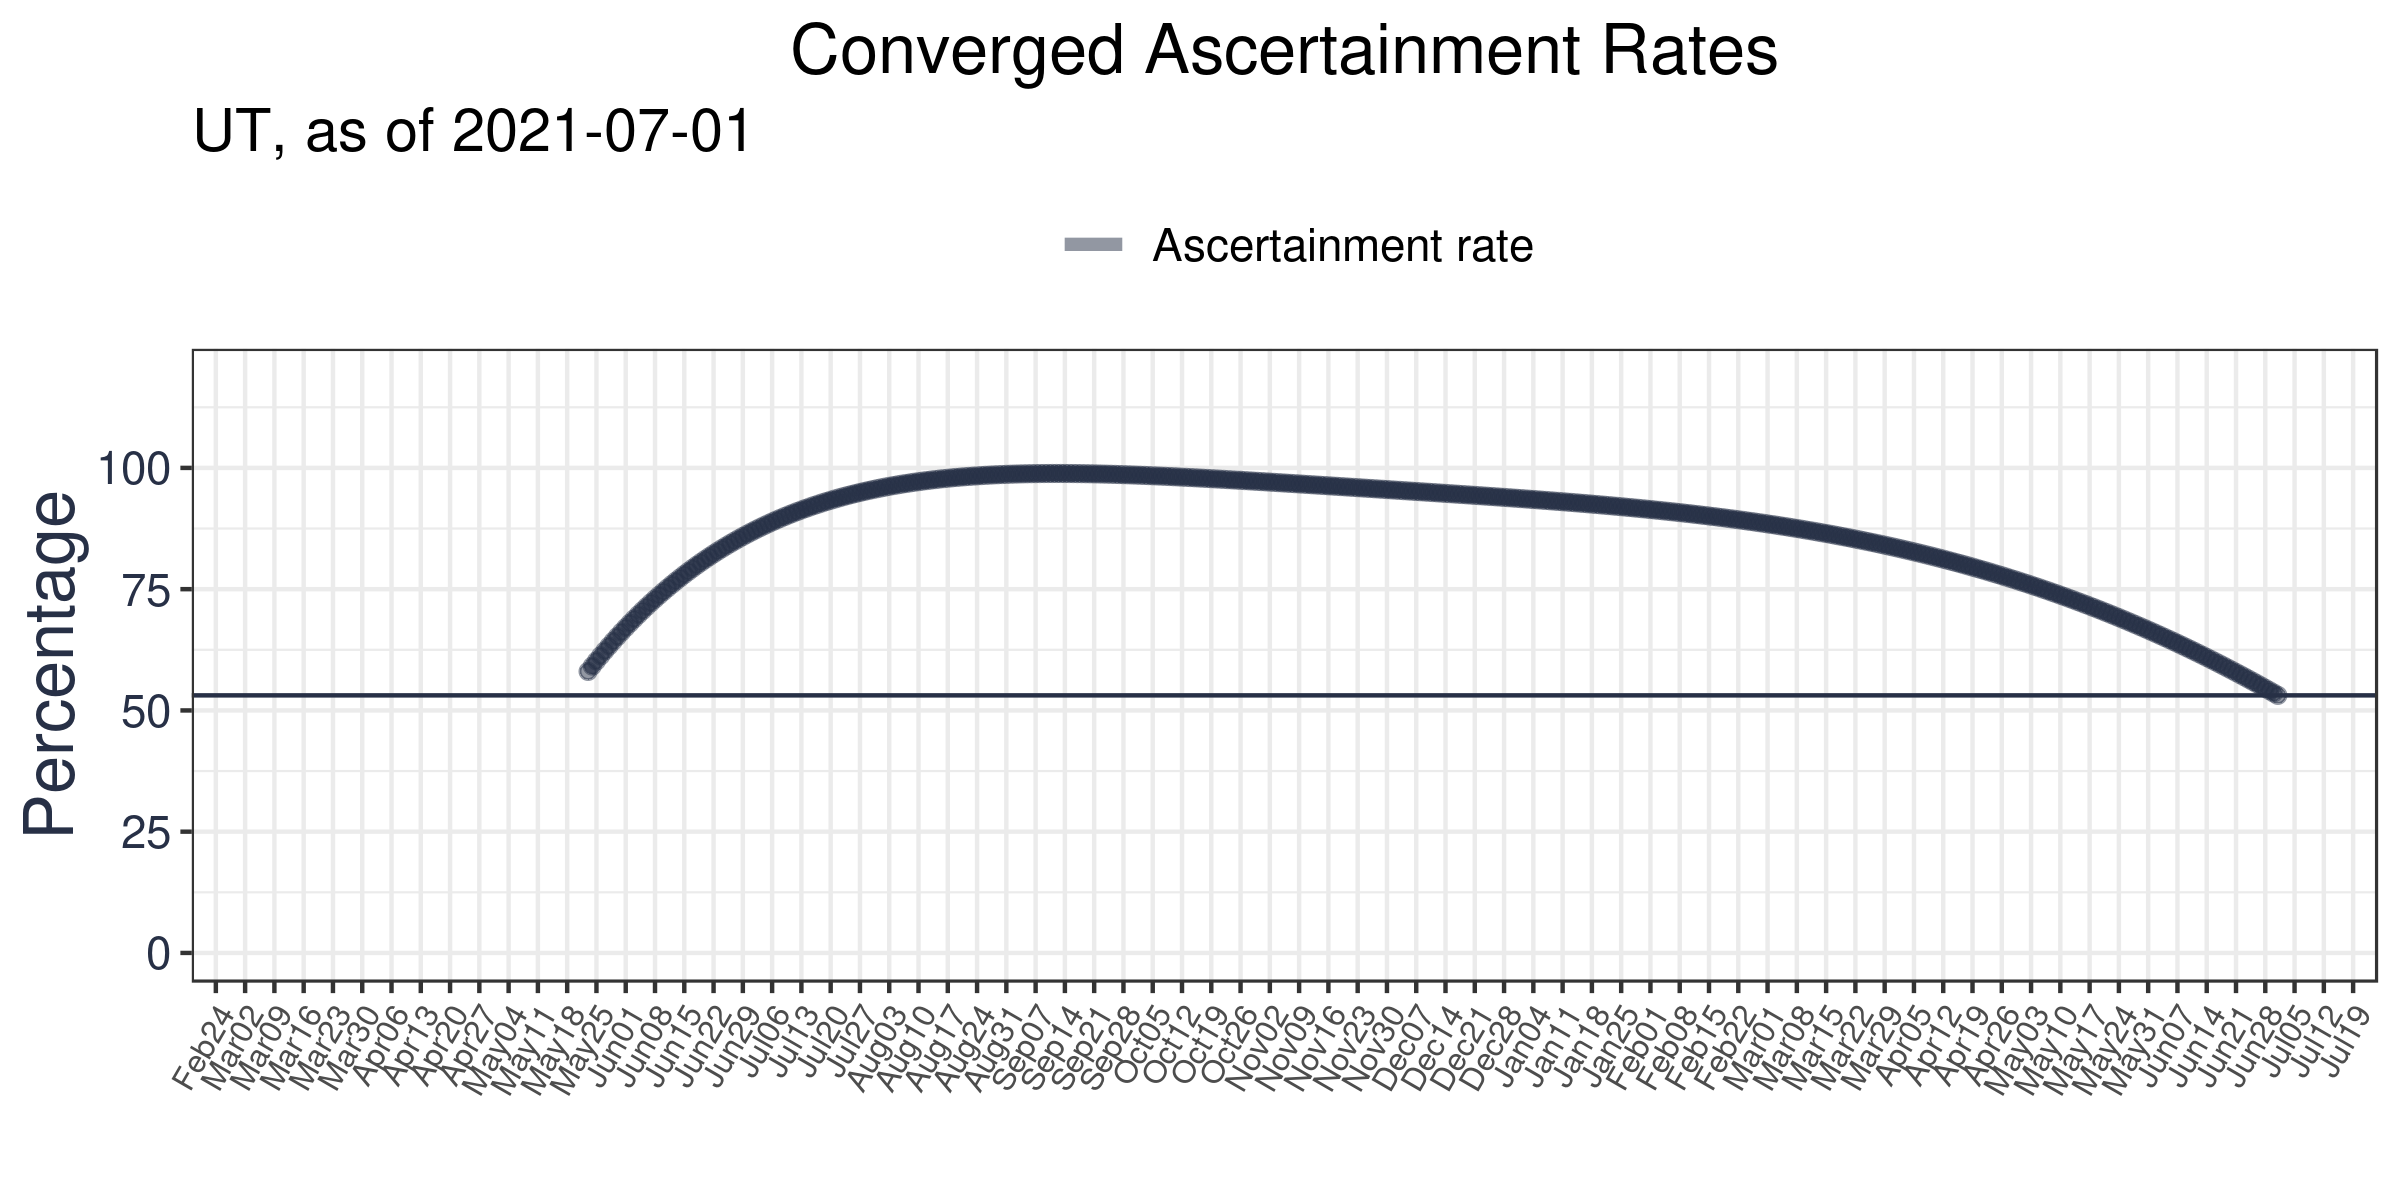 Converged Ascertainment Rates
UT, as of 2021-07-01
Ascertainment rate
Percentage
100
75
50
25
0
Feb24 Mar02 Mar09 Mar16 Mar23 Mar30 Apr06 Apr13 Apr20 Apr27 May04 May11 May18 May25 Jun01 Jun08 Jun15 Jun22 Jun29 Jul06 Jul13 Jul20 Jul27 Aug03 Aug10 Aug17 Aug24 Aug31 Sep07 Sep14 Sep21 Sep28 Oct05 Oct12 Oct19 Oct26 Nov02 Nov09 Nov16 Nov23 Nov30 Dec07 Dec14 Dec21 Dec28 Jan04 Jan11 Jan18 Jan25 Feb01 Feb08 Feb15 Feb22 Mar01 Mar08 Mar15 Mar22 Mar29 Apr05 Apr12 Apr19 Apr26 May03 May10 May17 May24 May31 Jun07 Jun14 Jun21 Jun28 Jul05 Jul12 Jul19